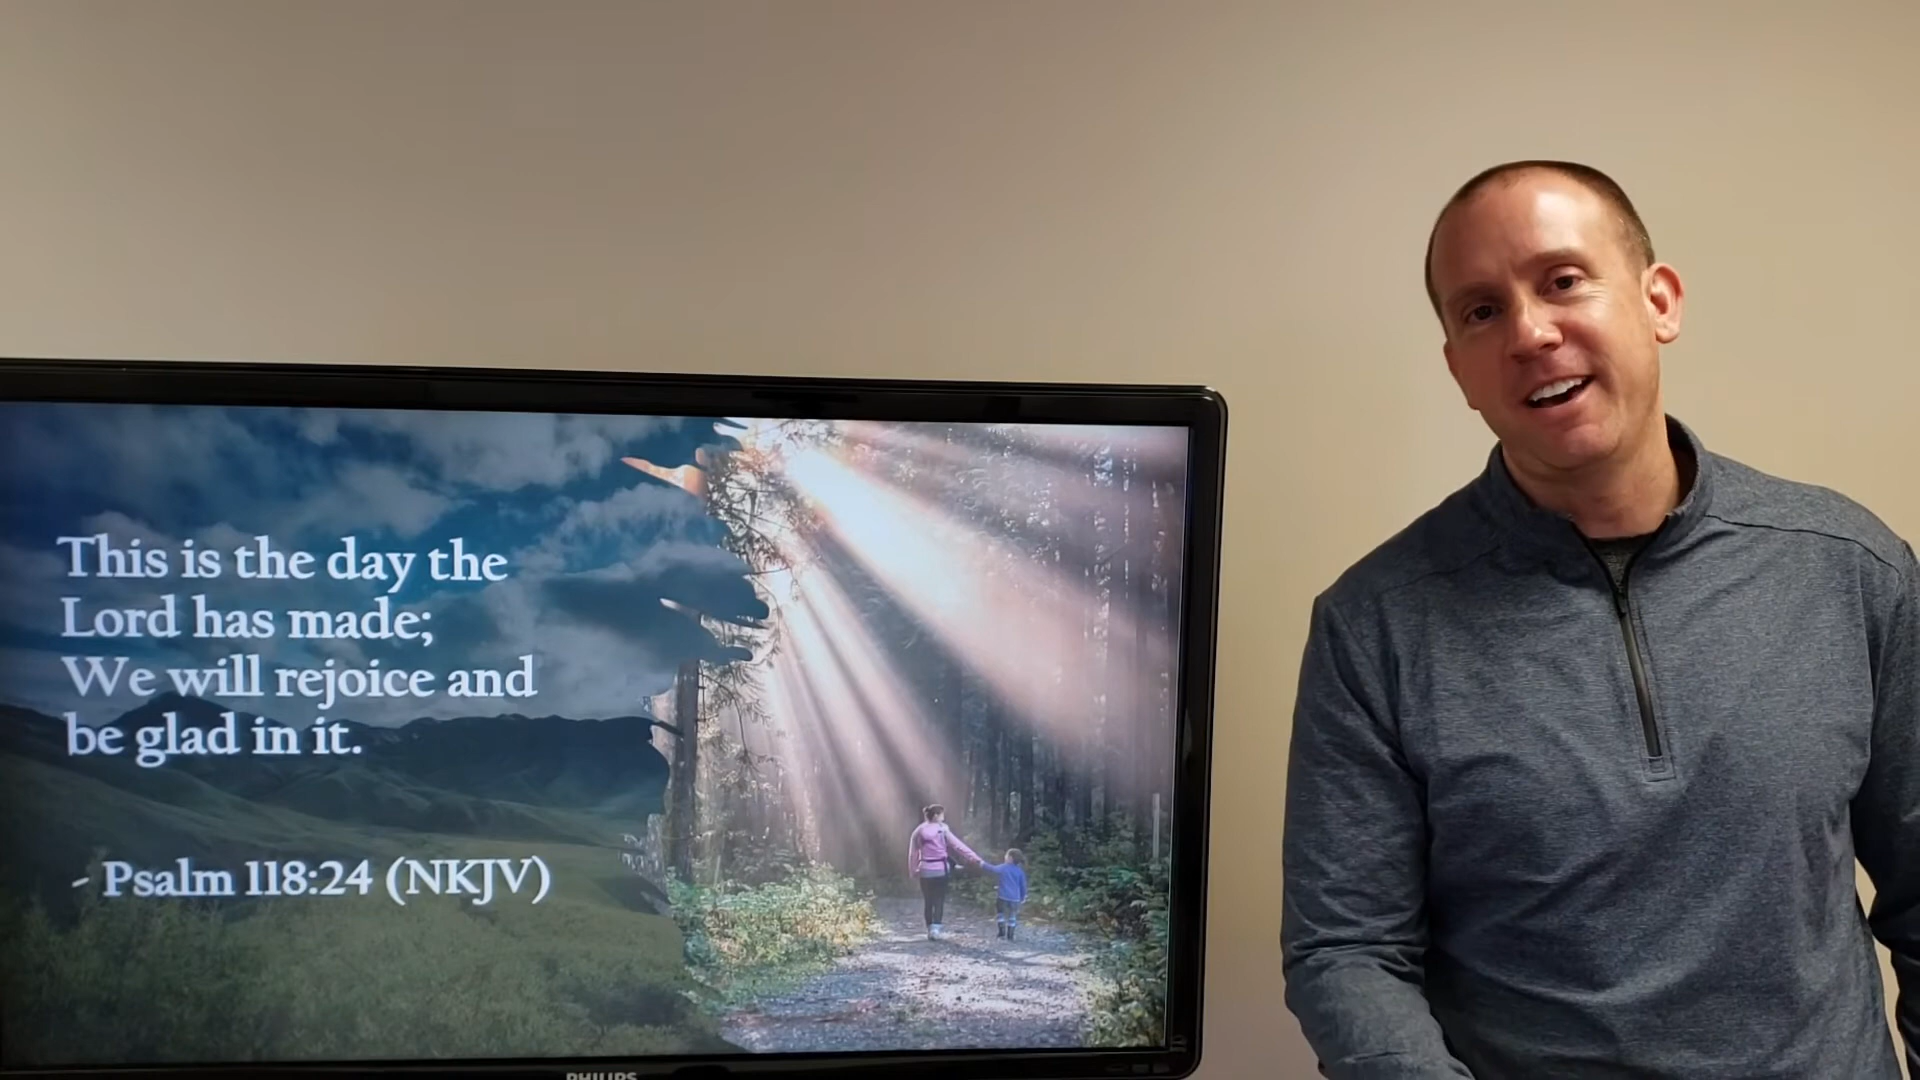 This is the day the
Lord has made;
We will rejoice and
be glad in it.
- Psalm 118:24 (NKJV)
PHILIPS